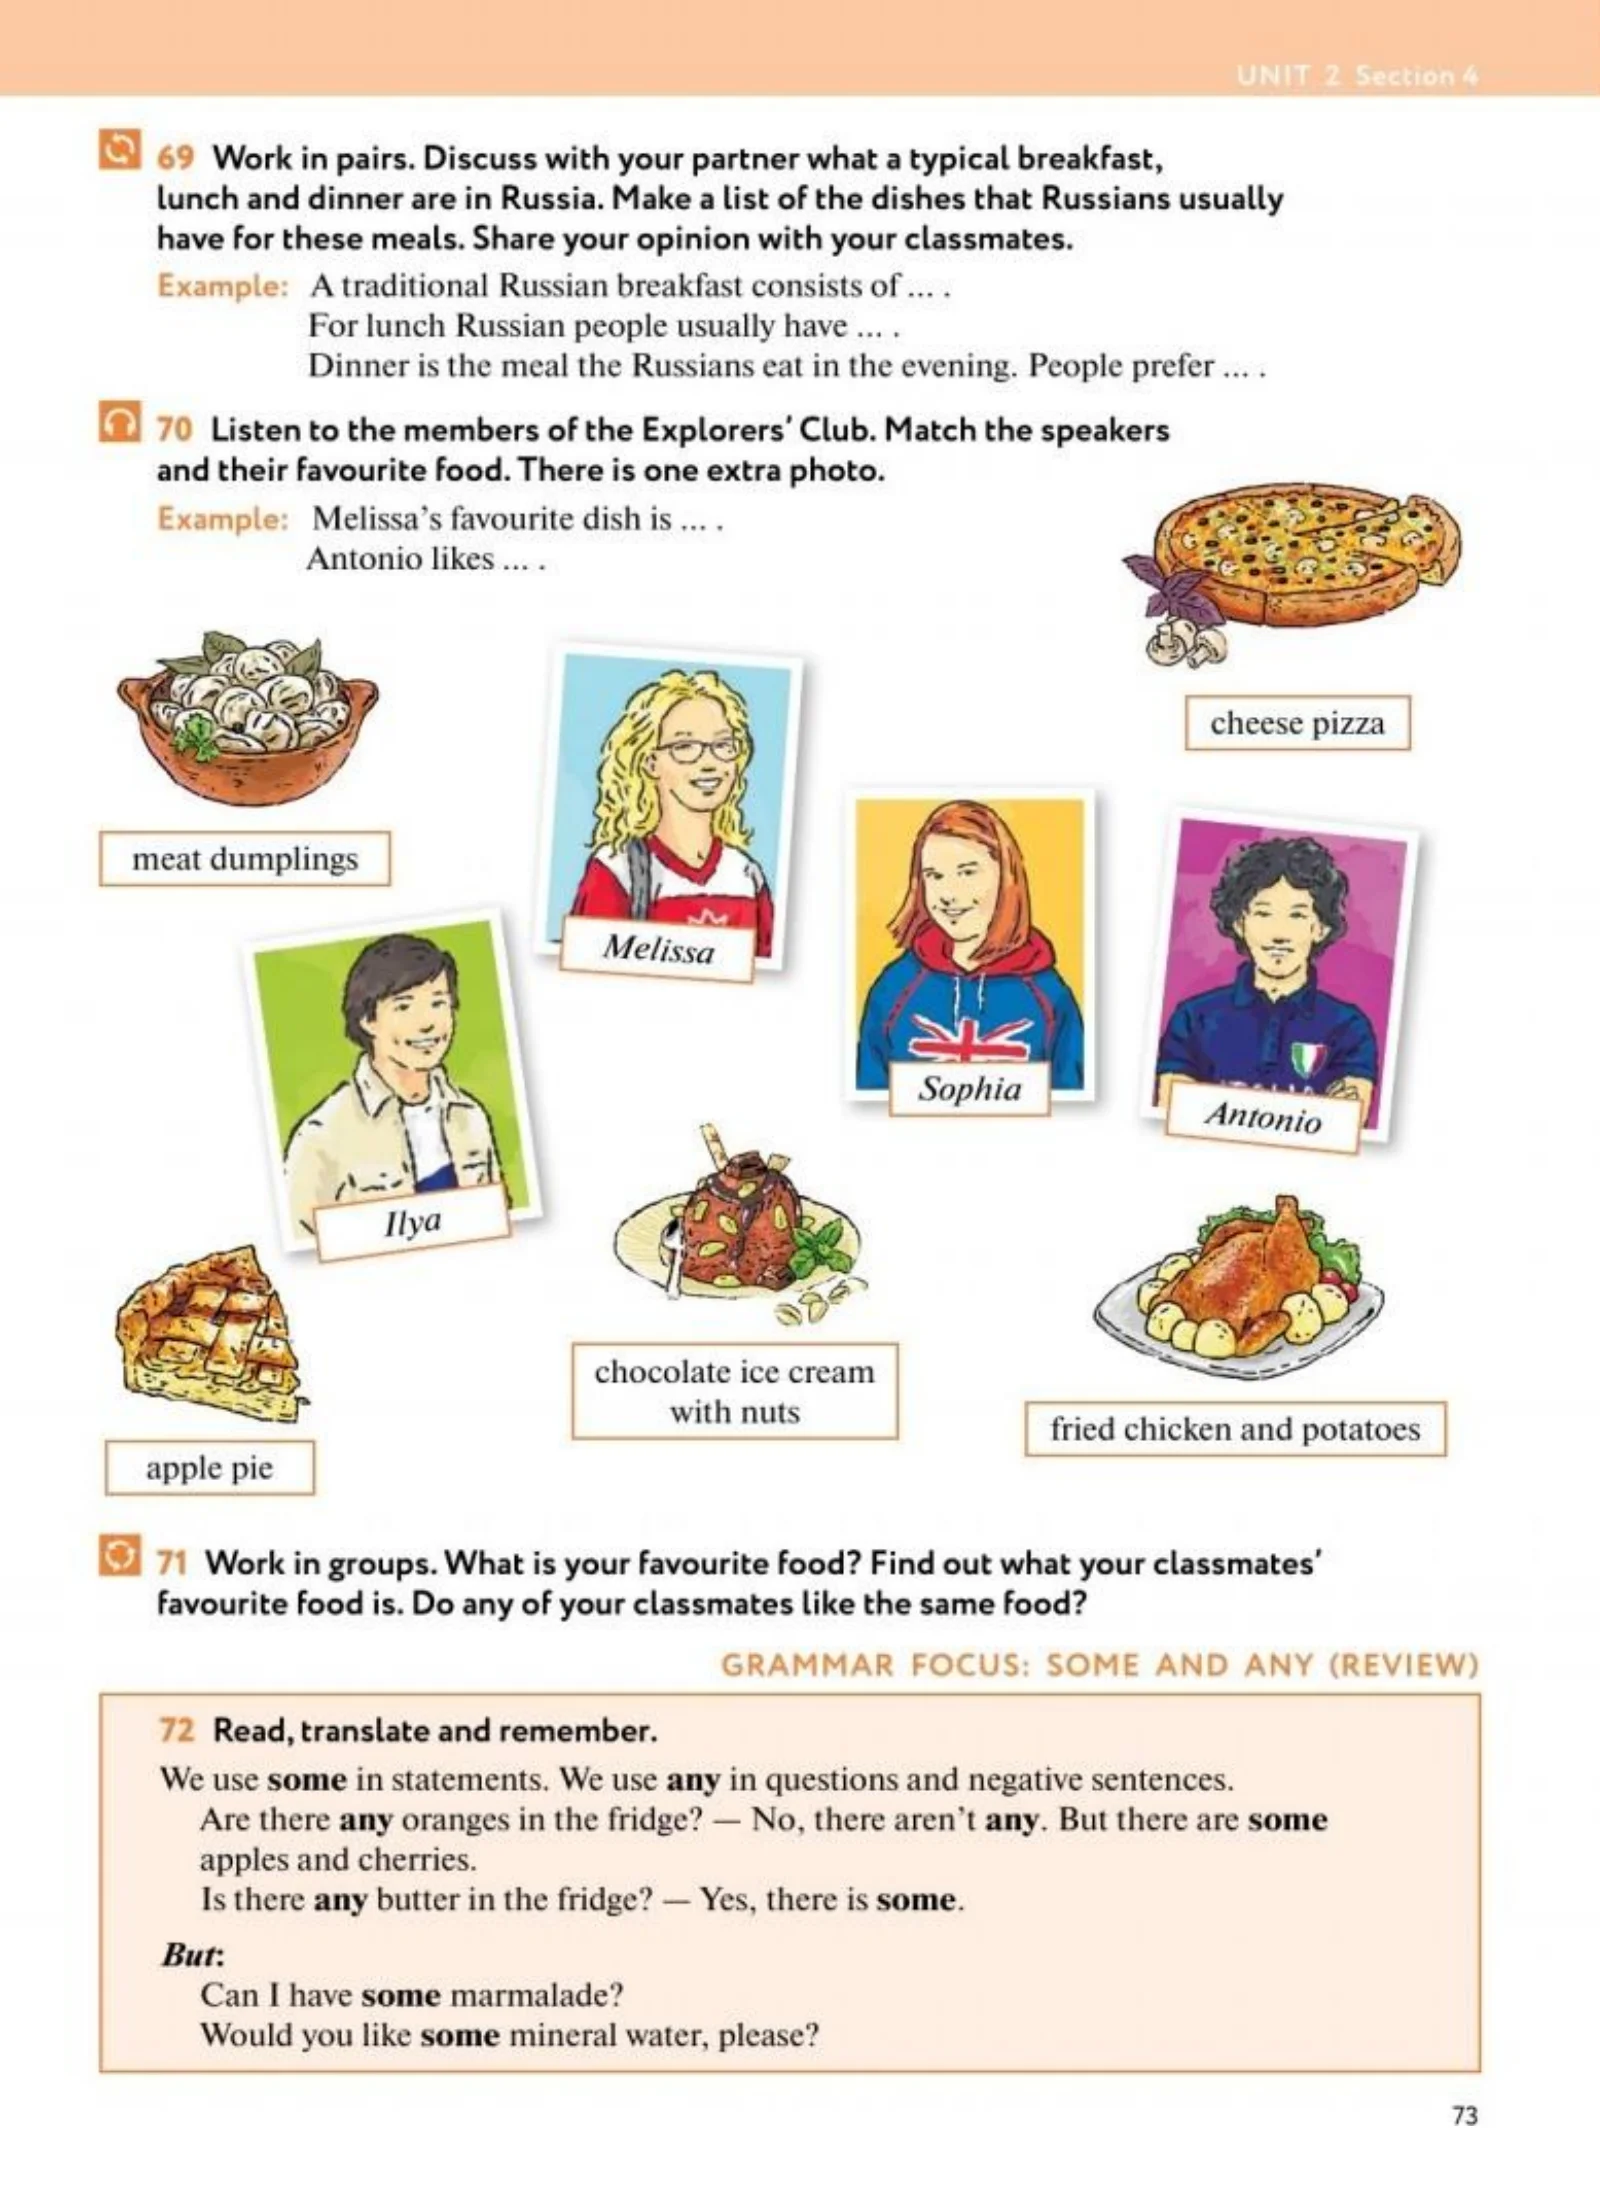 UNIT 2 Section 4
69 Work in pairs. Discuss with your partner what a typical breakfast,
lunch and dinner are in Russia. Make a list of the dishes that Russians usually
have for these meals. Share your opinion with your classmates.
Example: A traditional Russian breakfast consists of ... .
For lunch Russian people usually have ... .
Dinner is the meal the Russians eat in the evening. People prefer ... .
70 Listen to the members of the Explorers' Club. Match the speakers
and their favourite food. There is one extra photo.
Example: Melissa's favourite dish is ... .
Antonio likes ... .
cheese pizza
meat dumplings
Melissa
Sophia
Antonio
Ilya
chocolate ice cream
with nuts
fried chicken and potatoes
apple pie
71 Work in groups. What is your favourite food? Find out what your classmates'
favourite food is. Do any of your classmates like the same food?
GRAMMAR FOCUS: SOME AND ANY (REVIEW)
72 Read, translate and remember.
We use some in statements. We use any in questions and negative sentences.
Are there any oranges in the fridge? — No, there aren't any. But there are some
apples and cherries.
Is there any butter in the fridge? — Yes, there is some.
But:
Can I have some marmalade?
Would you like some mineral water, please?
73